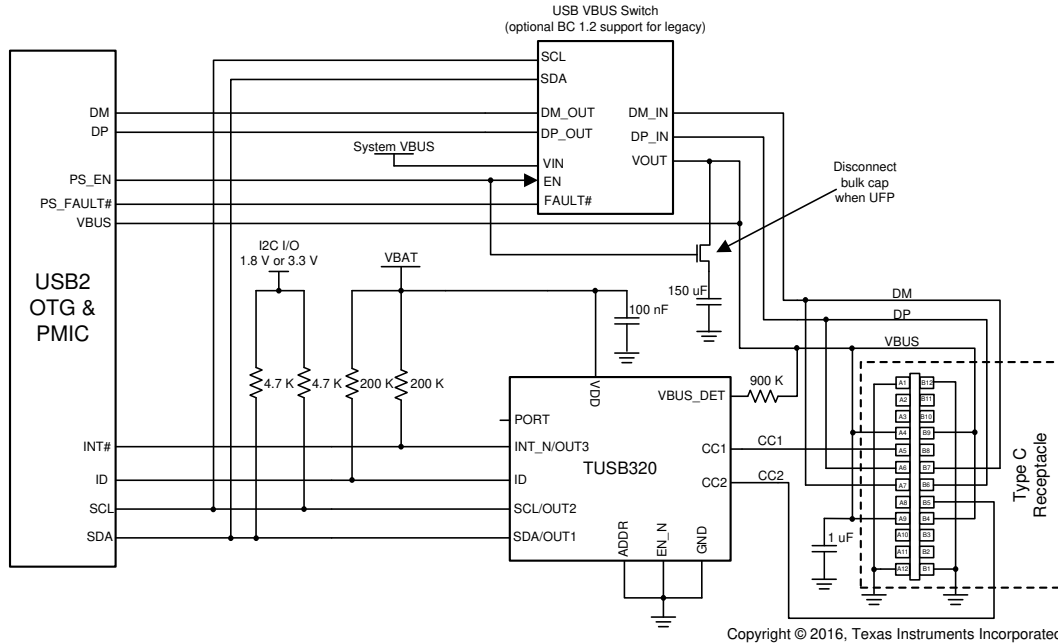 USB VBUS Switch
(optional BC 1.2 support for legacy)
SCL
SDA
DM
DP
DM_OUT
DP_OUT
DM_IN
DP_IN
System VBUS
VIN
VOUT
PS_EN
EN
PS_FAULT#
FAULT#
VBUS
Disconnect
bulk cap
when UFP
USB2
OTG &
PMIC
I2C I/O
1.8 V or 3.3 V
VBAT
150 uF
100 nF
DM
DP
VBUS
4.7 K
4.7 K
200 K
200 K
VDD
VBUS_DET
900 K
PORT
INT#
INT_N/OUT3
TUSB320
CC1
CC1
ID
ID
CC2
CC2
SCL
SCL/OUT2
SDA
SDA/OUT1
ADDR
EN_N
GND
1 uF
A1
B12
A2
B11
A3
B10
A4
B9
A5
B8
A6
B7
A7
B6
A8
B5
A9
B4
A10
B3
A11
B2
A12
B1
Type C
Receptacle
Copyright © 2016, Texas Instruments Incorporated